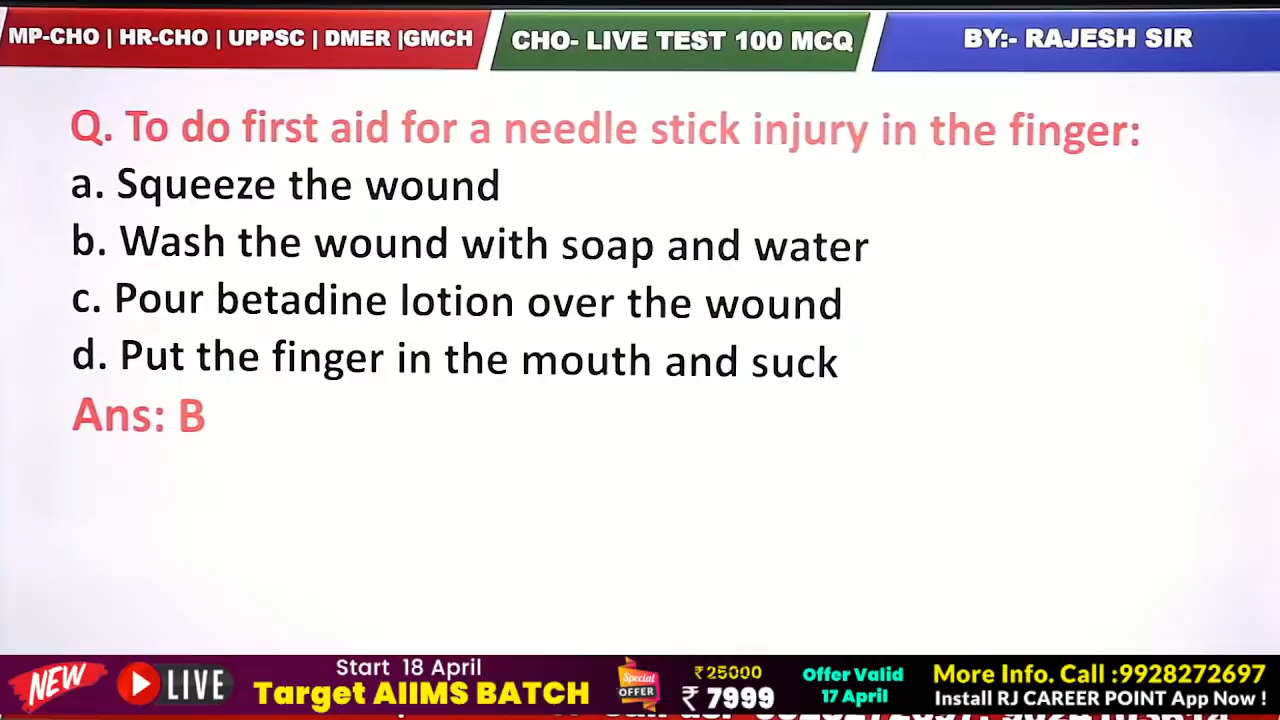 MP-CHO | HR-CHO | UPPSC | DMER |GMCH
CHO- LIVE TEST 100 MCQ
BY:- RAJESH SIR
Q. To do first aid for a needle stick injury in the finger:
a. Squeeze the wound
b. Wash the wound with soap and water
c. Pour betadine lotion over the wound
d. Put the finger in the mouth and suck
Ans: B
NEW
LIVE
Start 18 April
Target AIIMS BATCH
Special
OFFER
₹25000
₹ 7999
Offer Valid
17 April
More Info. Call :9928272697
Install RJ CAREER POINT App Now !